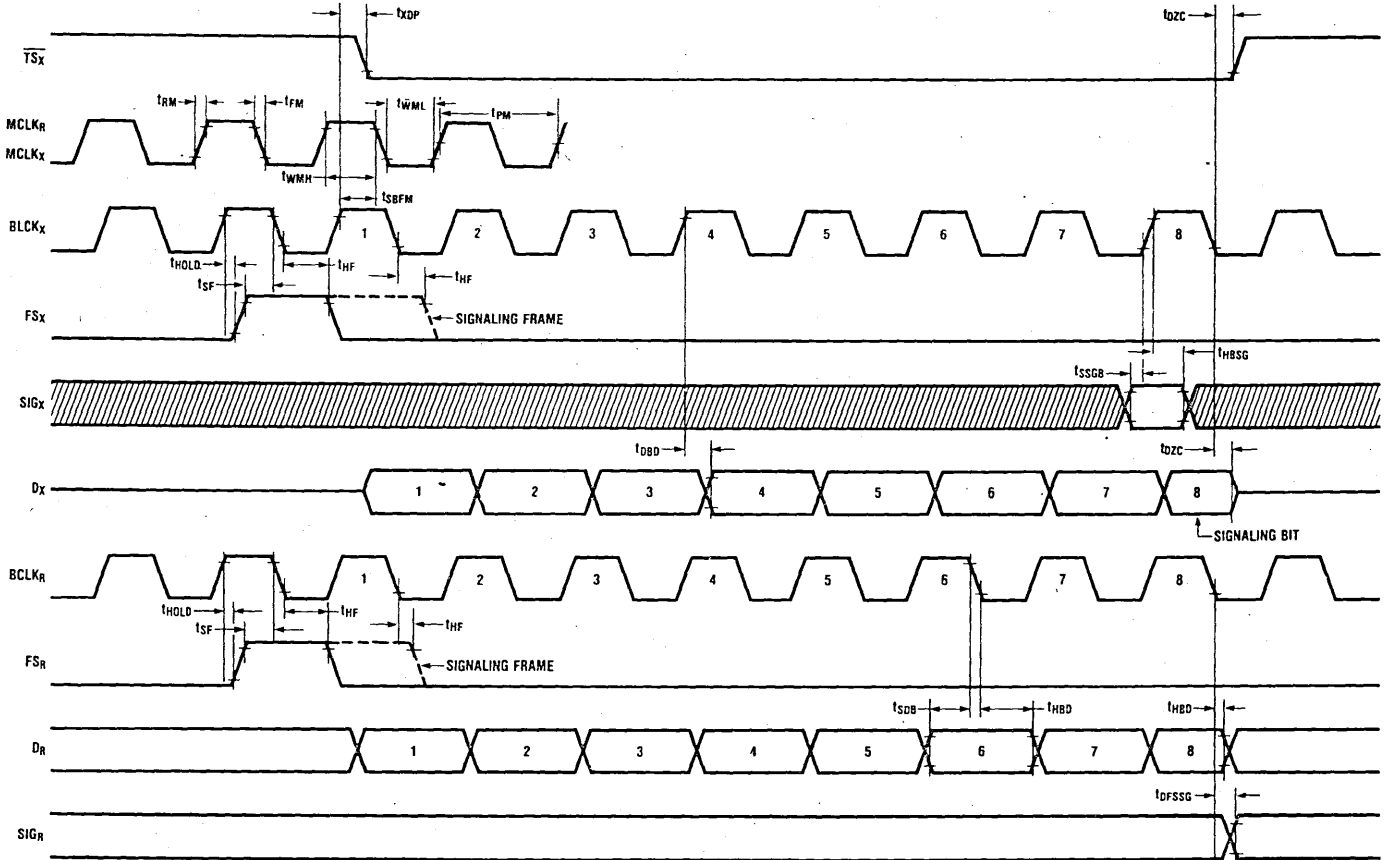 tXDP
tDZC
TSX
tRM
tFM
tWML
tPM
MCLKR
MCLKX
tWMH
tSBFM
BLCKX
1 2 3 4 5 6 7 8
tHOLD
tHF
tSF
tHF
FSX
SIGNALING FRAME
tHBSG
tSSGB
SIGX
tDBD
tDZC
DX
1 2 3 4 5 6 7 8
SIGNALING BIT
BCLKR
1 2 3 4 5 6 7 8
tHOLD
tHF
tSF
tHF
FSR
SIGNALING FRAME
tSDB
tHBD
tHBD
DR
1 2 3 4 5 6 7 8
tDFSSG
SIGR